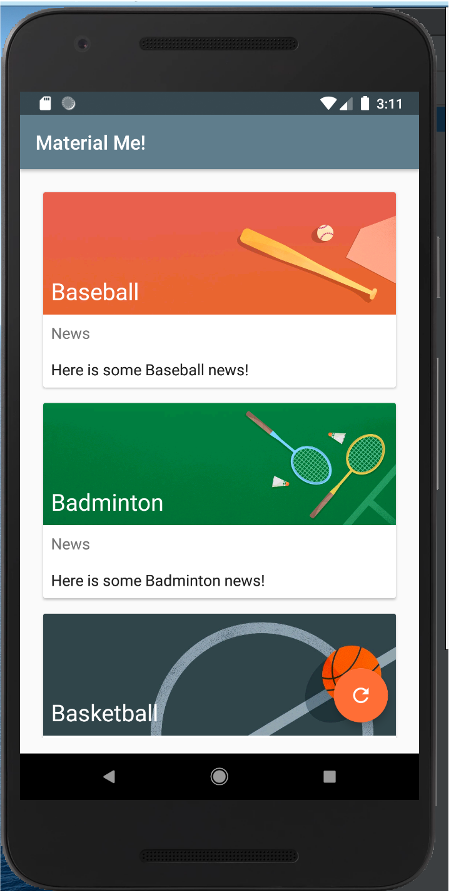 3:11
Material Me!
Baseball
News
Here is some Baseball news!
Badminton
News
Here is some Badminton news!
Basketball